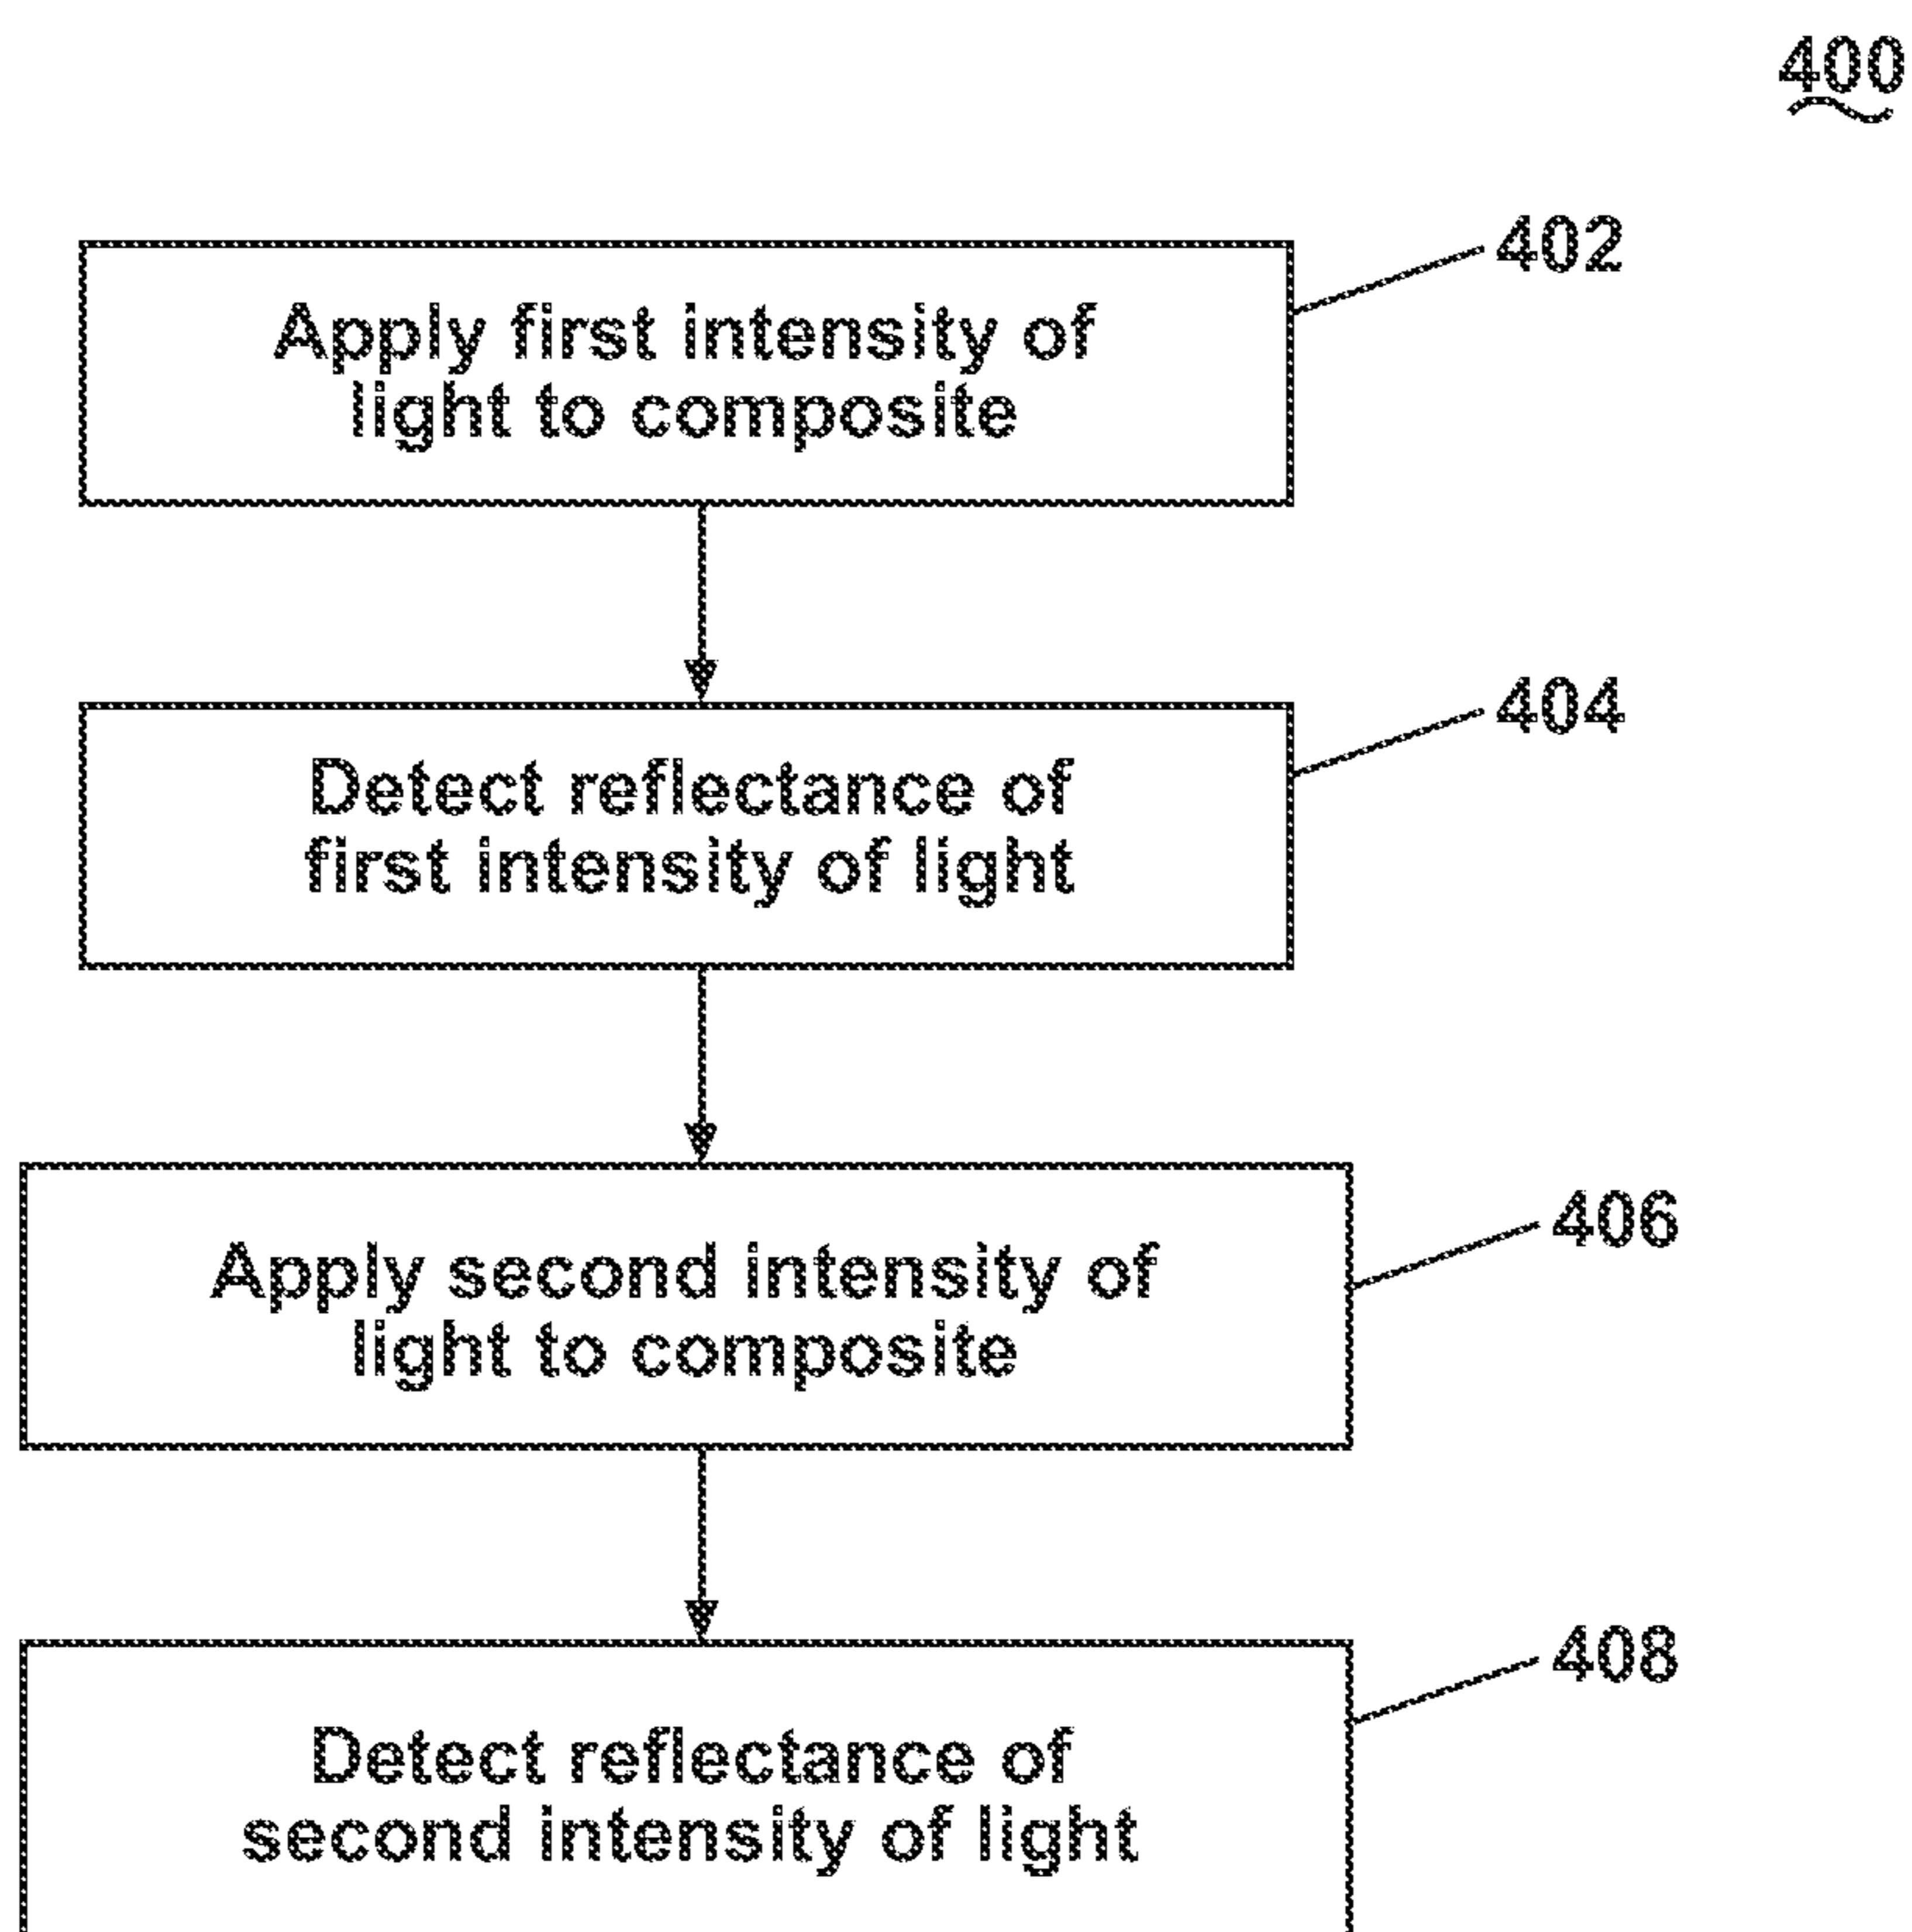 400
402
Apply first intensity of
light to composite
404
Detect reflectance of
first intensity of light
406
Apply second intensity of
light to composite
408
Detect reflectance of
second intensity of light